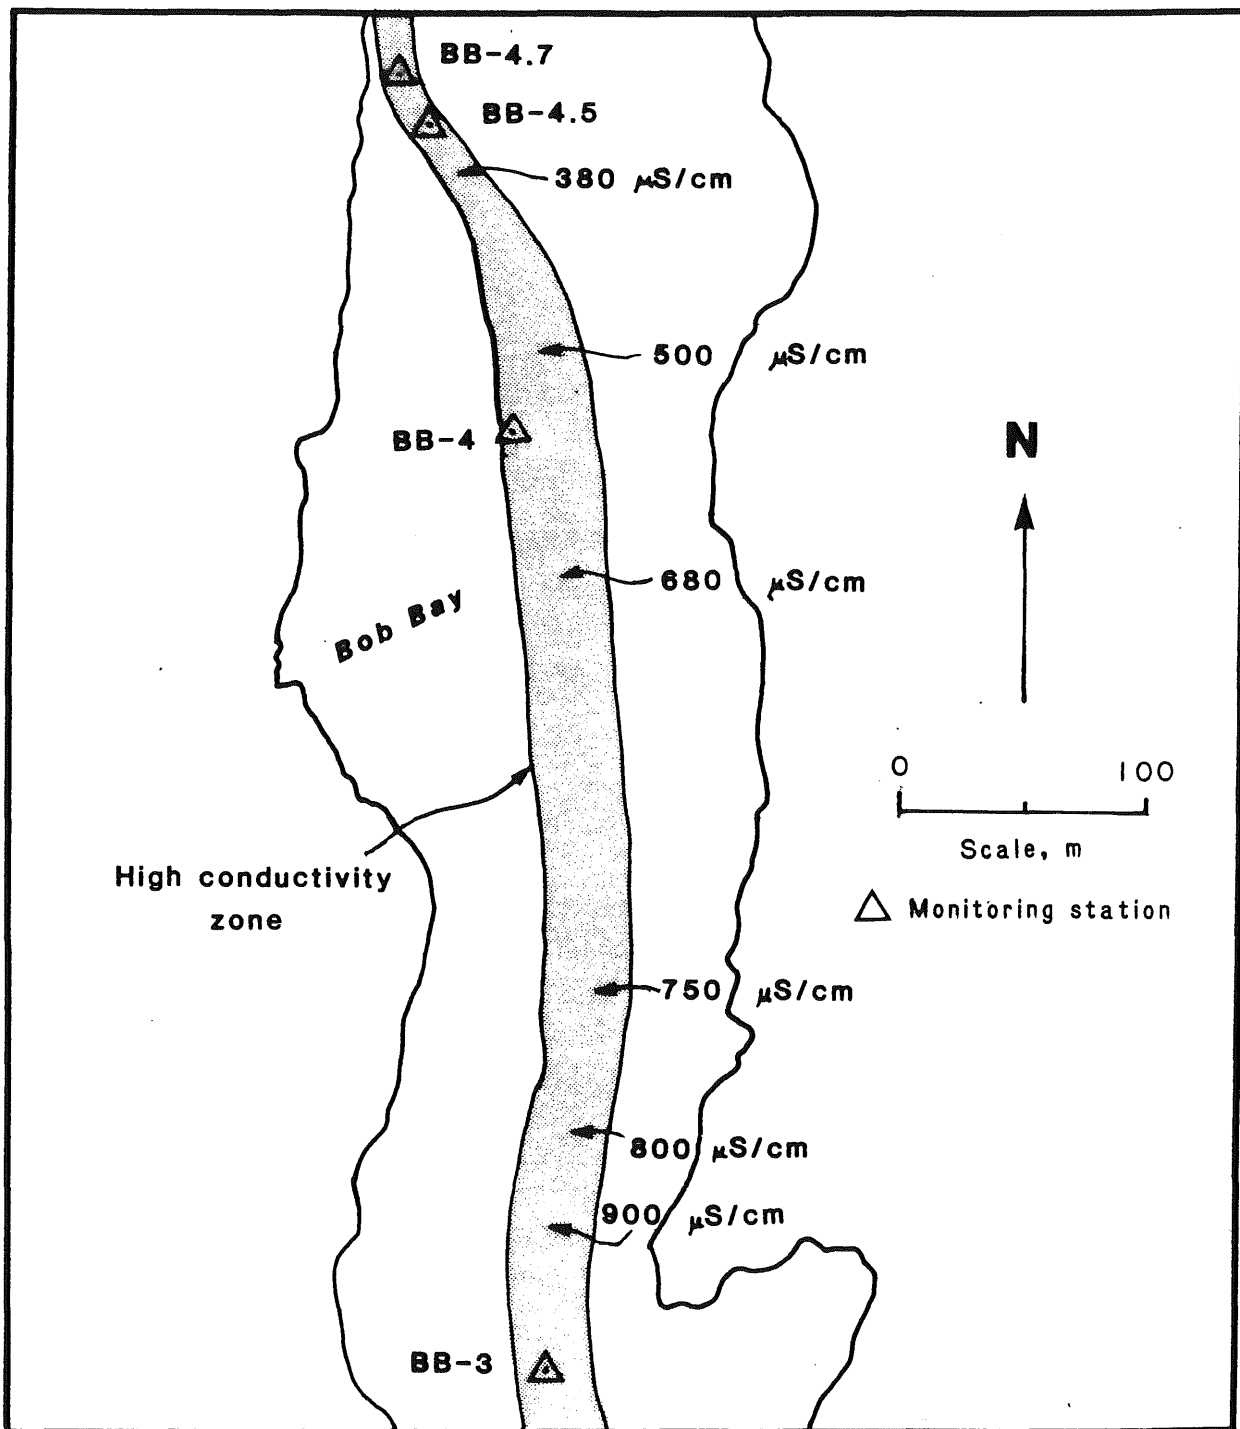 BB-4.7
BB-4.5
380 μS/cm
500 μS/cm
BB-4
N
680 μS/cm
Bob Bay
0 100
Scale, m
High conductivity
zone
Monitoring station
750 μS/cm
800 μS/cm
900 μS/cm
BB-3